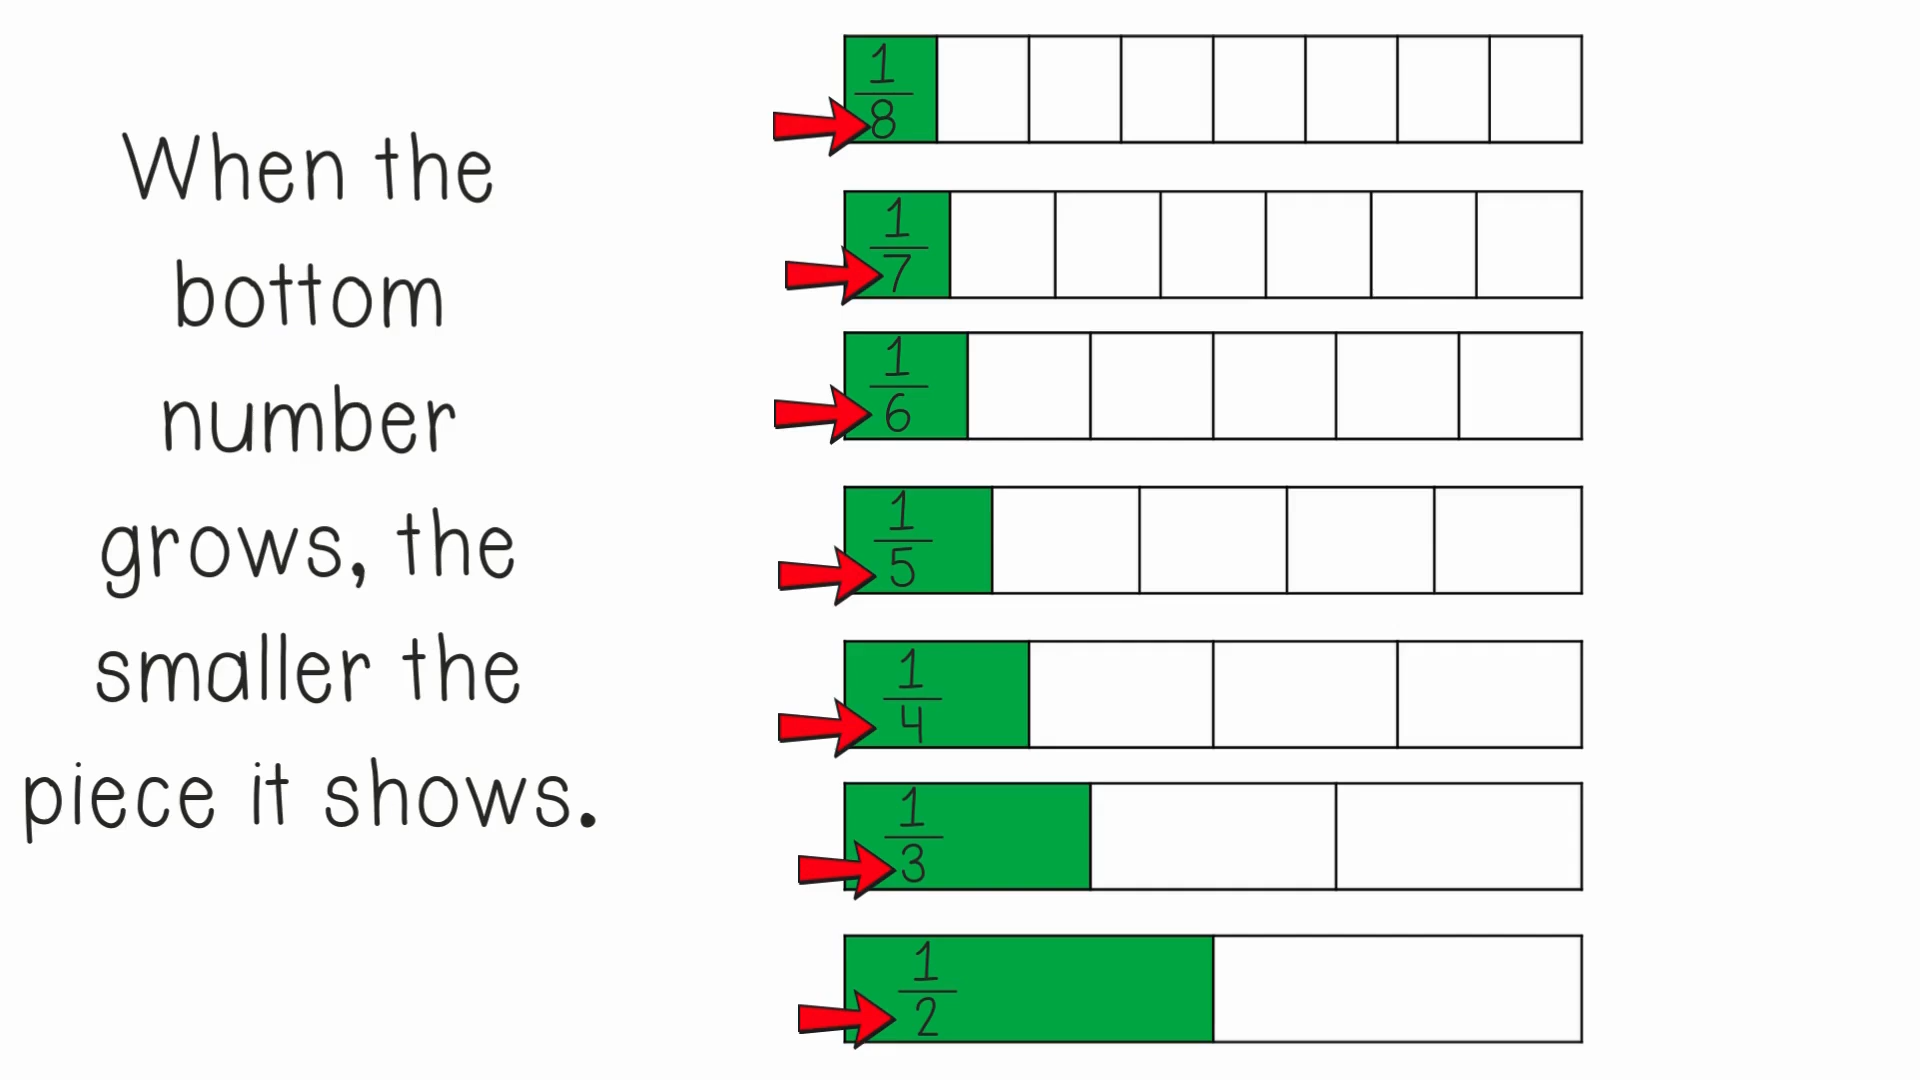 When the
bottom
number
grows, the
smaller the
piece it shows.
1
8
1
7
1
6
1
5
1
4
1
3
1
2